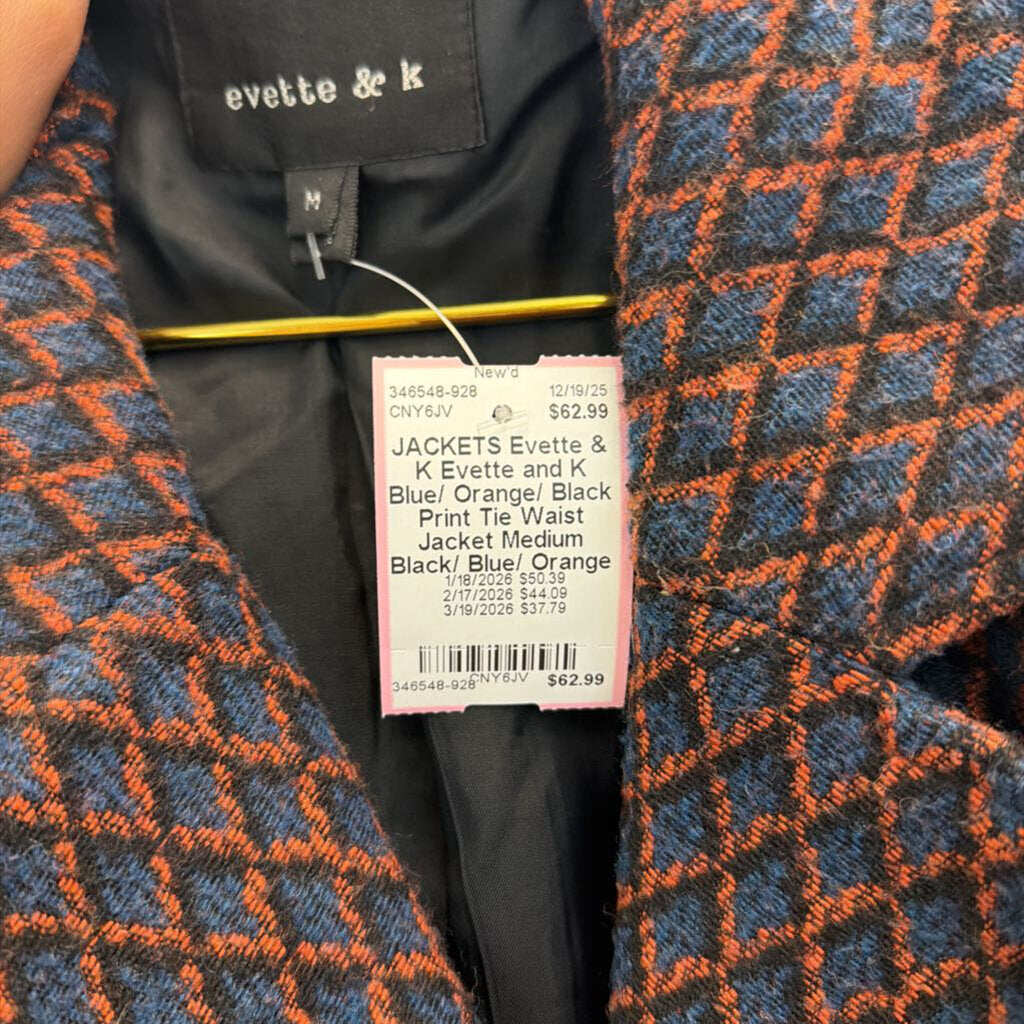 evette & k
M
New'd
346548-928 12/19/25
CNY6JV $62.99
JACKETS Evette &
K Evette and K
Blue/ Orange/ Black
Print Tie Waist
Jacket Medium
Black/ Blue/ Orange
1/18/2026 $50.39
2/17/2026 $44.09
3/19/2026 $37.79
346548-928 CNY6JV $62.99